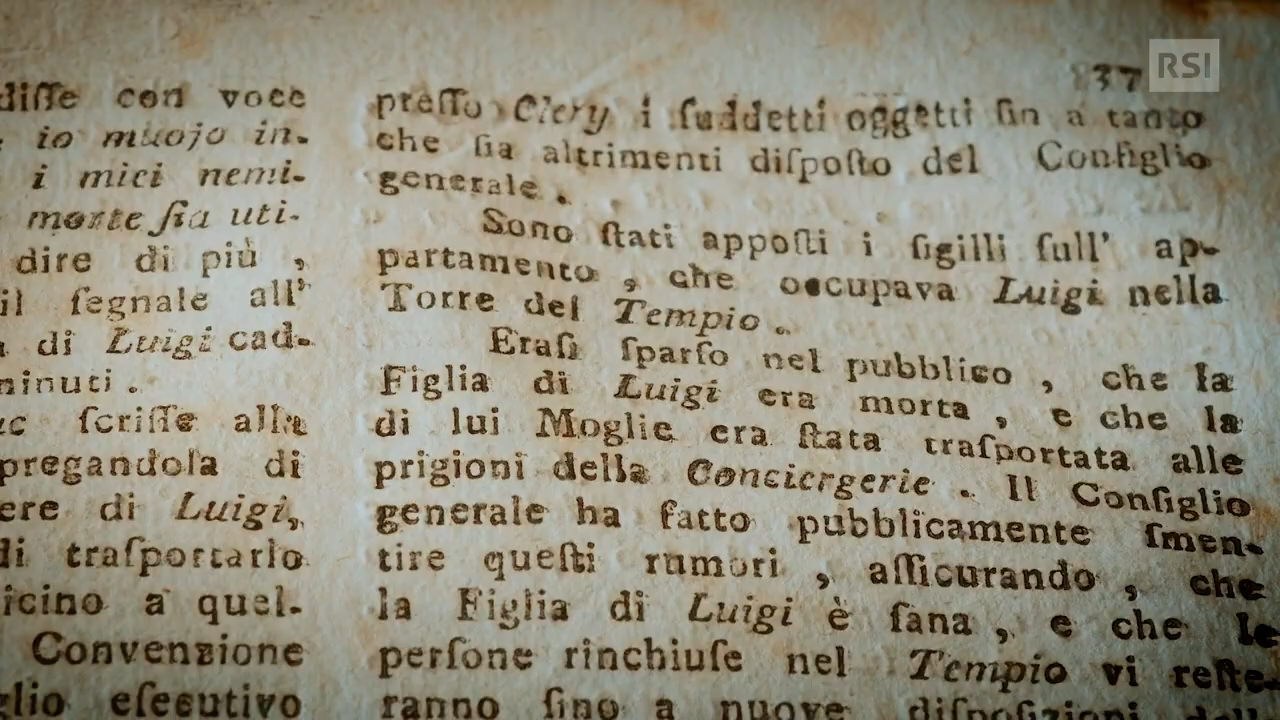 37
RSI
diſſe con voce
io muojo in-
i miei nemi-
morte ſia uti-
dire di più ,
il ſegnale all'
di Luigi cad-
minuti .
ſcriſſe alla
pregandola di
ere di Luigi,
di traſportarlo
icino a quel-
Convenzione
glio eſecutivo
preſſo Clery i ſuddetti oggetti ſin a tanto
che ſia altrimenti diſpoſto del Conſiglio
generale .
Sono ſtati appoſti i ſigilli ſull' ap-
partamento , che occupava Luigi nella
Torre del Tempio .
Eraſi ſparſo nel pubblico , che la
Figlia di Luigi era morta , e che la
di lui Moglie era ſtata traſportata alle
prigioni della Conciergerie . Il Conſiglio
generale ha fatto pubblicamente ſmen-
tire queſti rumori , aſſicurando , che
la Figlia di Luigi è ſana , e che le
perſone rinchiuſe nel Tempio vi reſte-
ranno ſino a nuove diſpoſizioni dell